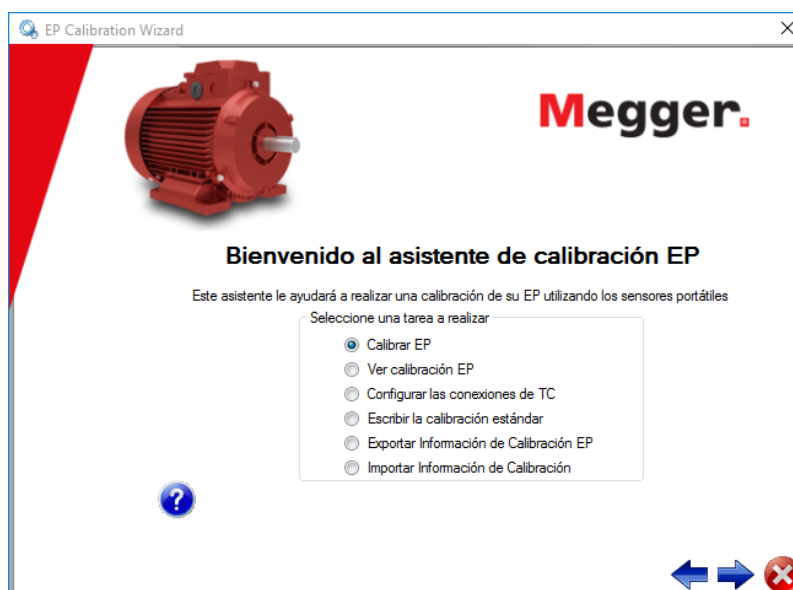 EP Calibration Wizard
Megger.
Bienvenido al asistente de calibración EP
Este asistente le ayudará a realizar una calibración de su EP utilizando los sensores portátiles
Seleccione una tarea a realizar
Calibrar EP
Ver calibración EP
Configurar las conexiones de TC
Escribir la calibración estándar
Exportar Información de Calibración EP
Importar Información de Calibración
?